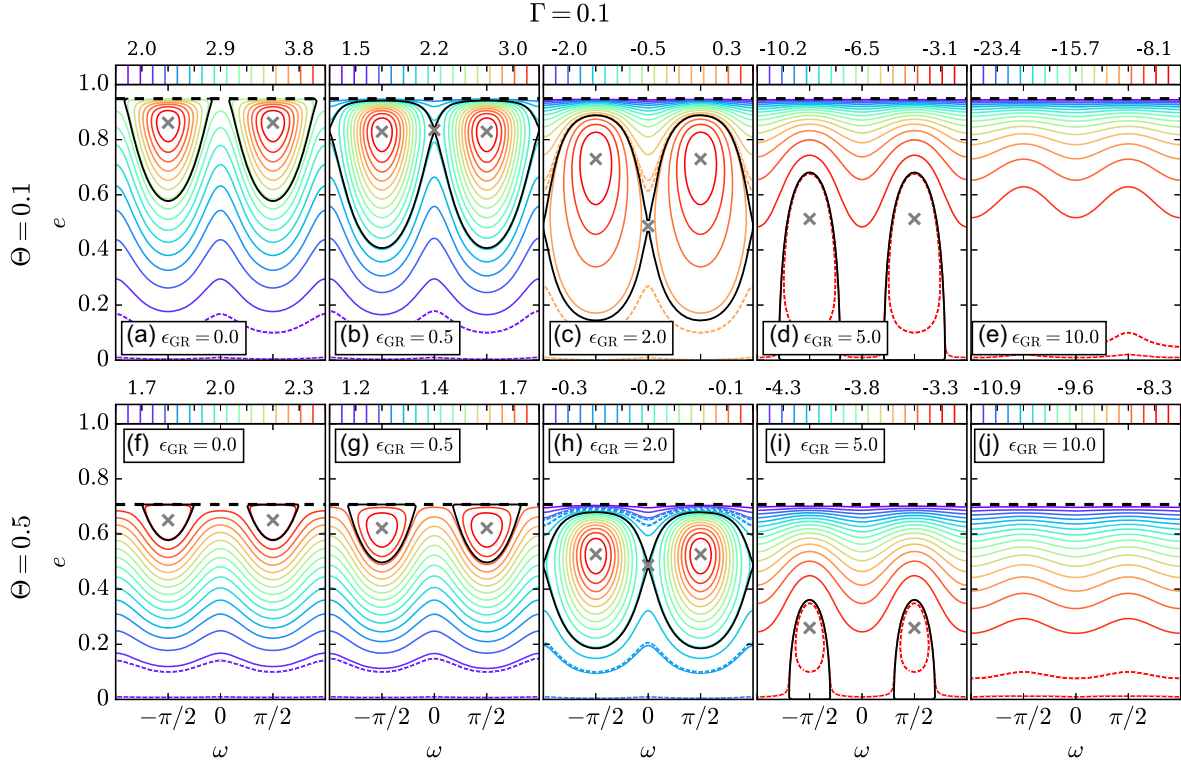 Γ = 0.1
2.0 2.9 3.8 1.5 2.2 3.0 -2.0 -0.5 0.3 -10.2 -6.5 -3.1 -23.4 -15.7 -8.1
Θ = 0.1
e
1.0
0.8
0.6
0.4
0.2
0
(a) ϵGR = 0.0
(b) ϵGR = 0.5
(c) ϵGR = 2.0
(d) ϵGR = 5.0
(e) ϵGR = 10.0
1.7 2.0 2.3 1.2 1.4 1.7 -0.3 -0.2 -0.1 -4.3 -3.8 -3.3 -10.9 -9.6 -8.3
Θ = 0.5
e
1.0
(f) ϵGR = 0.0
(g) ϵGR = 0.5
(h) ϵGR = 2.0
(i) ϵGR = 5.0
(j) ϵGR = 10.0
0.8
0.6
0.4
0.2
0
−π/2 0 π/2 −π/2 0 π/2 −π/2 0 π/2 −π/2 0 π/2 −π/2 0 π/2
ω ω ω ω ω